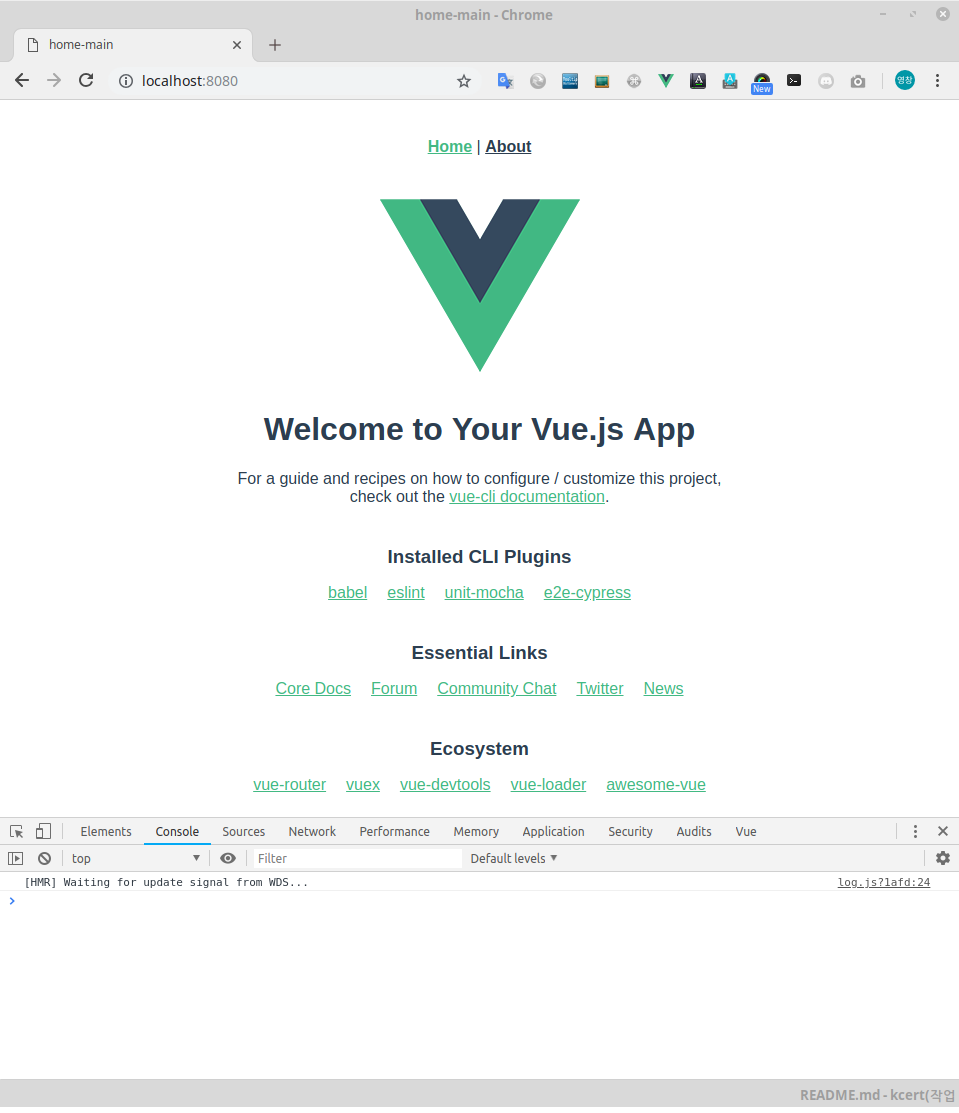 home-main - Chrome
home-main
localhost:8080
New
영창
Home | About
Welcome to Your Vue.js App
For a guide and recipes on how to configure / customize this project,
check out the vue-cli documentation.
Installed CLI Plugins
babel eslint unit-mocha e2e-cypress
Essential Links
Core Docs Forum Community Chat Twitter News
Ecosystem
vue-router vuex vue-devtools vue-loader awesome-vue
Elements Console Sources Network Performance Memory Application Security Audits Vue
top Filter Default levels
[HMR] Waiting for update signal from WDS... log.js?1afd:24
README.md - kcert(작업